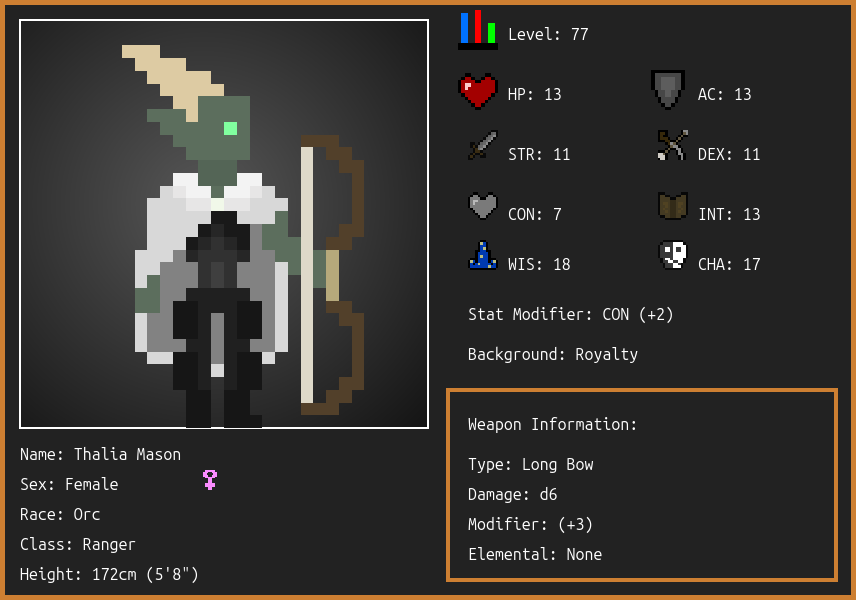 Level: 77
HP: 13
AC: 13
STR: 11
DEX: 11
CON: 7
INT: 13
WIS: 18
CHA: 17
Stat Modifier: CON (+2)
Background: Royalty
Weapon Information:
Type: Long Bow
Damage: d6
Modifier: (+3)
Elemental: None
Name: Thalia Mason
Sex: Female
Race: Orc
Class: Ranger
Height: 172cm (5'8")